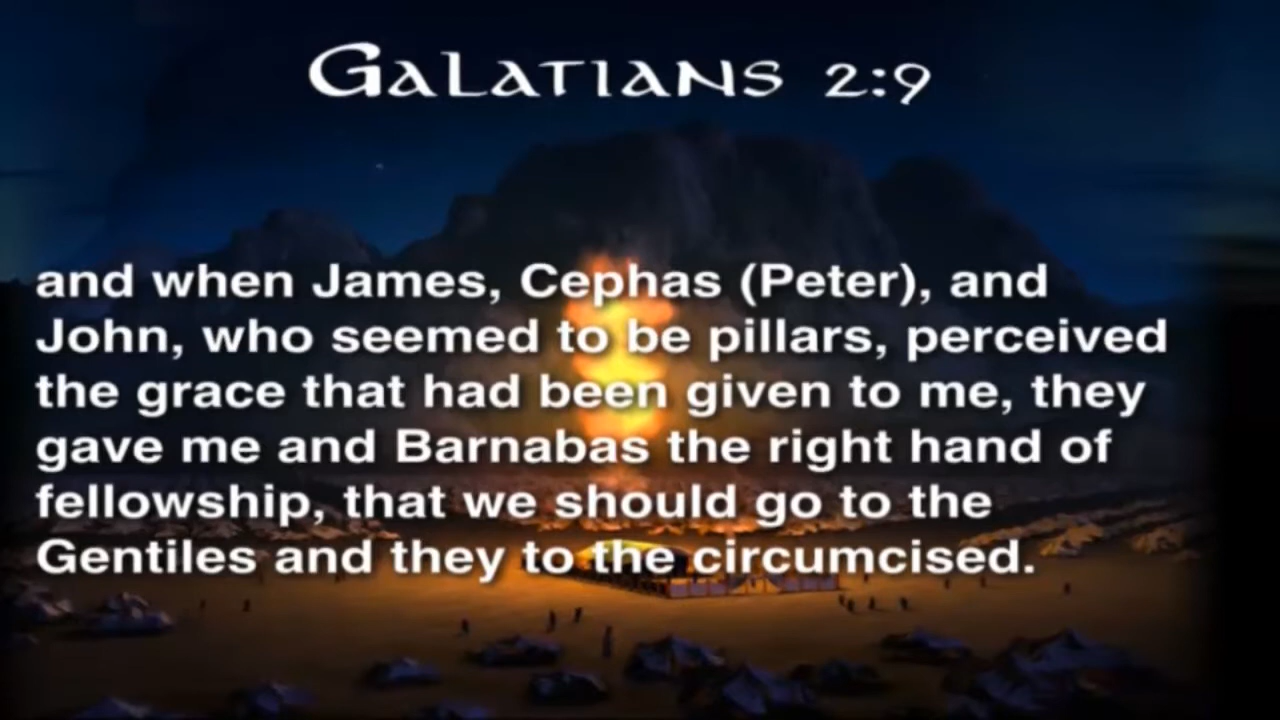 Galatians 2:9
and when James, Cephas (Peter), and
John, who seemed to be pillars, perceived
the grace that had been given to me, they
gave me and Barnabas the right hand of
fellowship, that we should go to the
Gentiles and they to the circumcised.